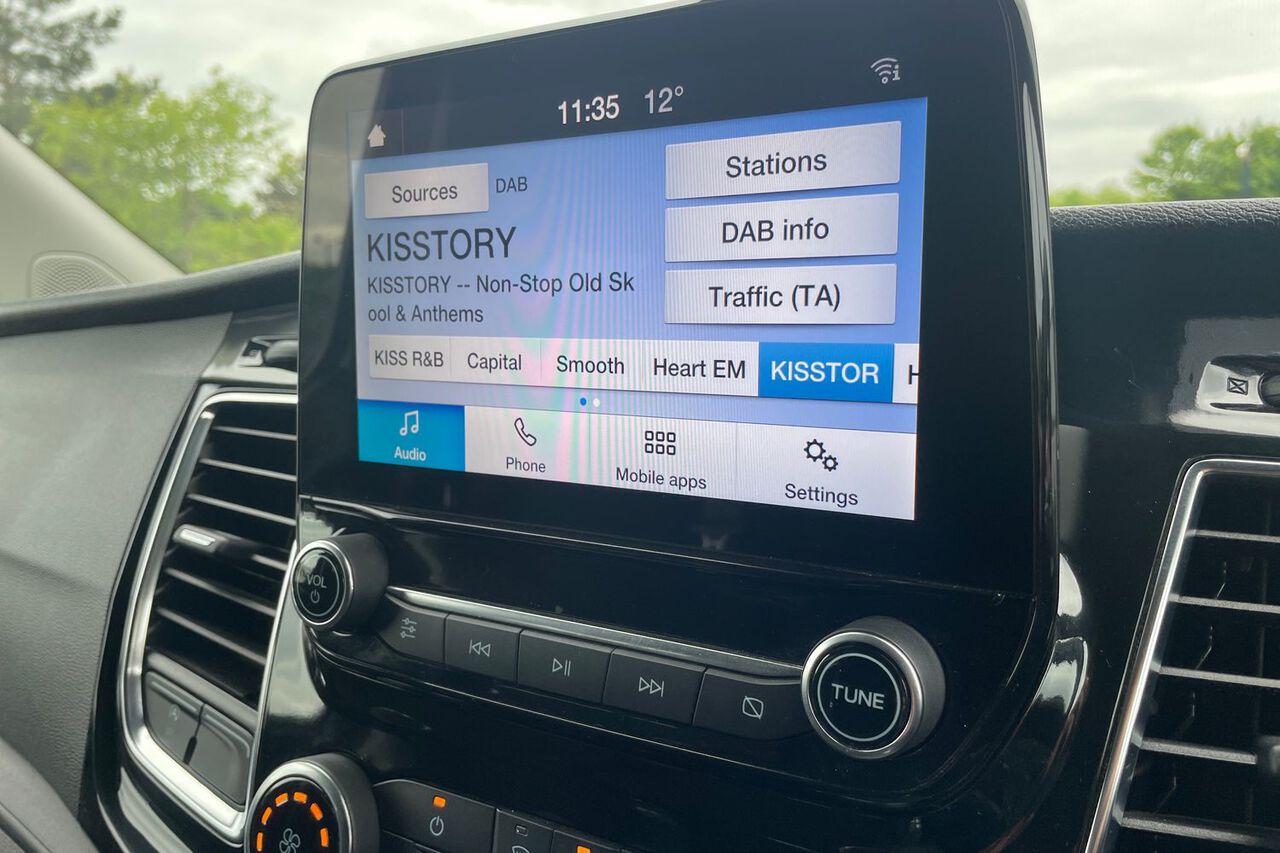 11:35 12°
Sources DAB
Stations
KISSTORY
DAB info
KISSTORY -- Non-Stop Old Sk
ool & Anthems
Traffic (TA)
KISS R&B Capital Smooth Heart EM KISSTOR H
Audio Phone Mobile apps Settings
VOL
TUNE